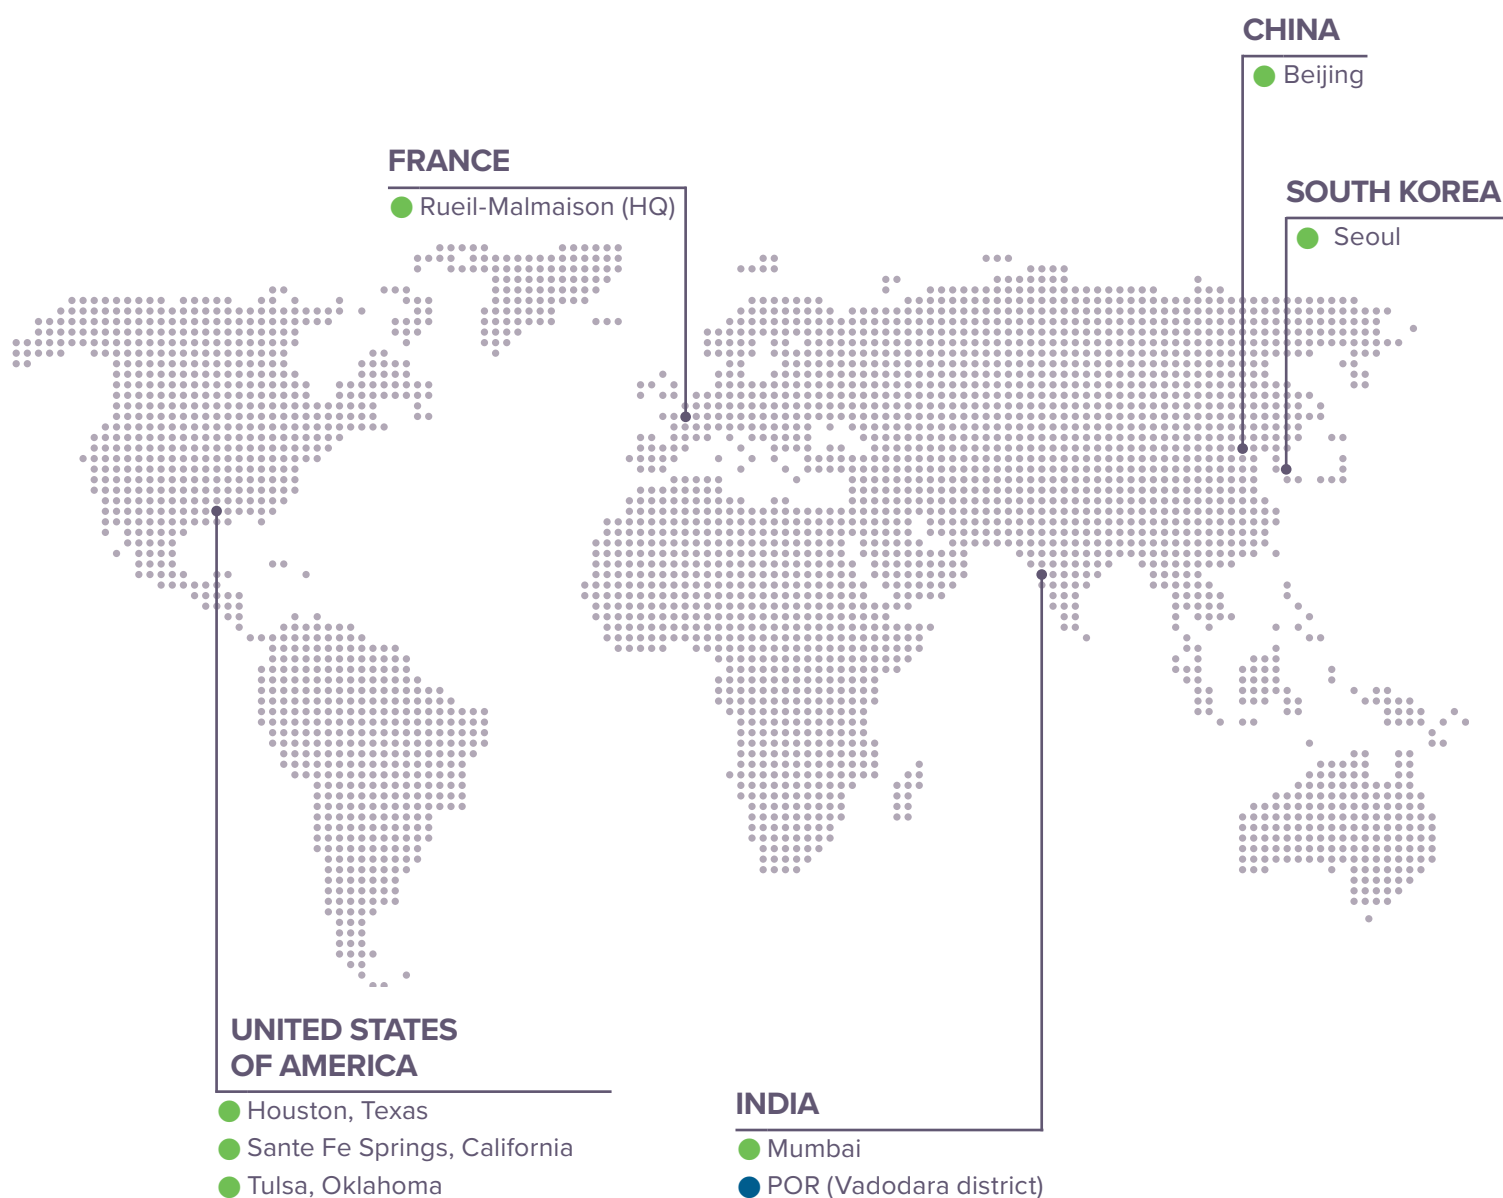 CHINA
Beijing
FRANCE
Rueil-Malmaison (HQ)
SOUTH KOREA
Seoul
UNITED STATES
OF AMERICA
Houston, Texas
Sante Fe Springs, California
Tulsa, Oklahoma
INDIA
Mumbai
POR (Vadodara district)